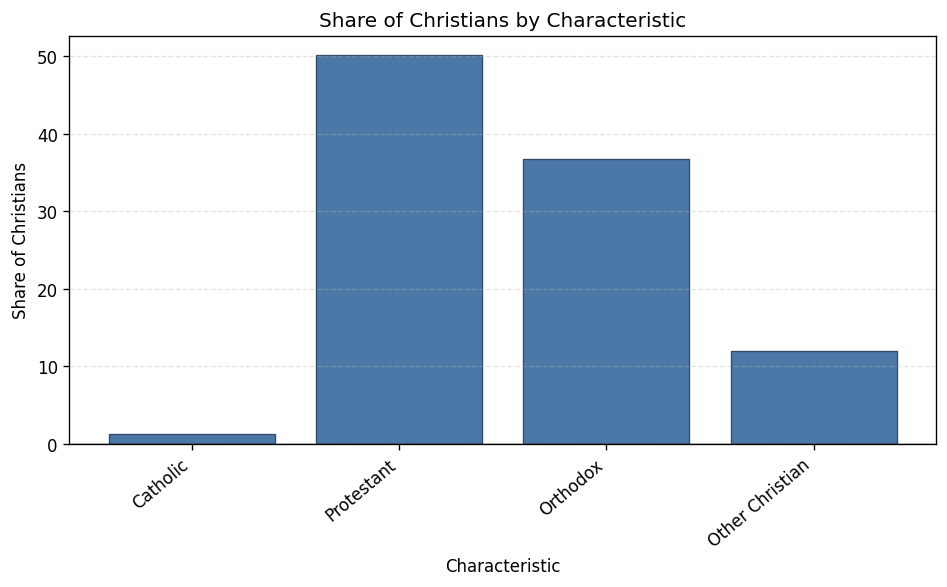 Share of Christians by Characteristic
Share of Christians
50
40
30
20
10
0
Catholic
Protestant
Orthodox
Other Christian
Characteristic